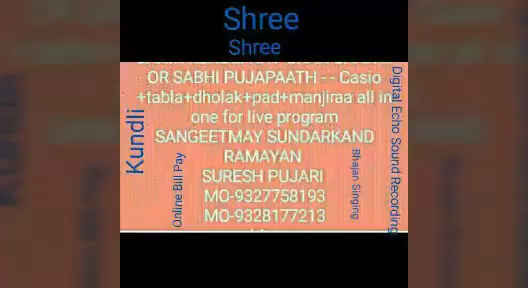 Shree
Shree
OR SABHI PUJAPAATH - - Casio
+tabla+dholak+pad+manjiraa all in
one for live program
SANGEETMAY SUNDARKAND
RAMAYAN
SURESH PUJARI
MO-9327758193
MO-9328177213
Kundli
Online Bill Pay
Bhajan Singing
Digital Echo Sound Recording